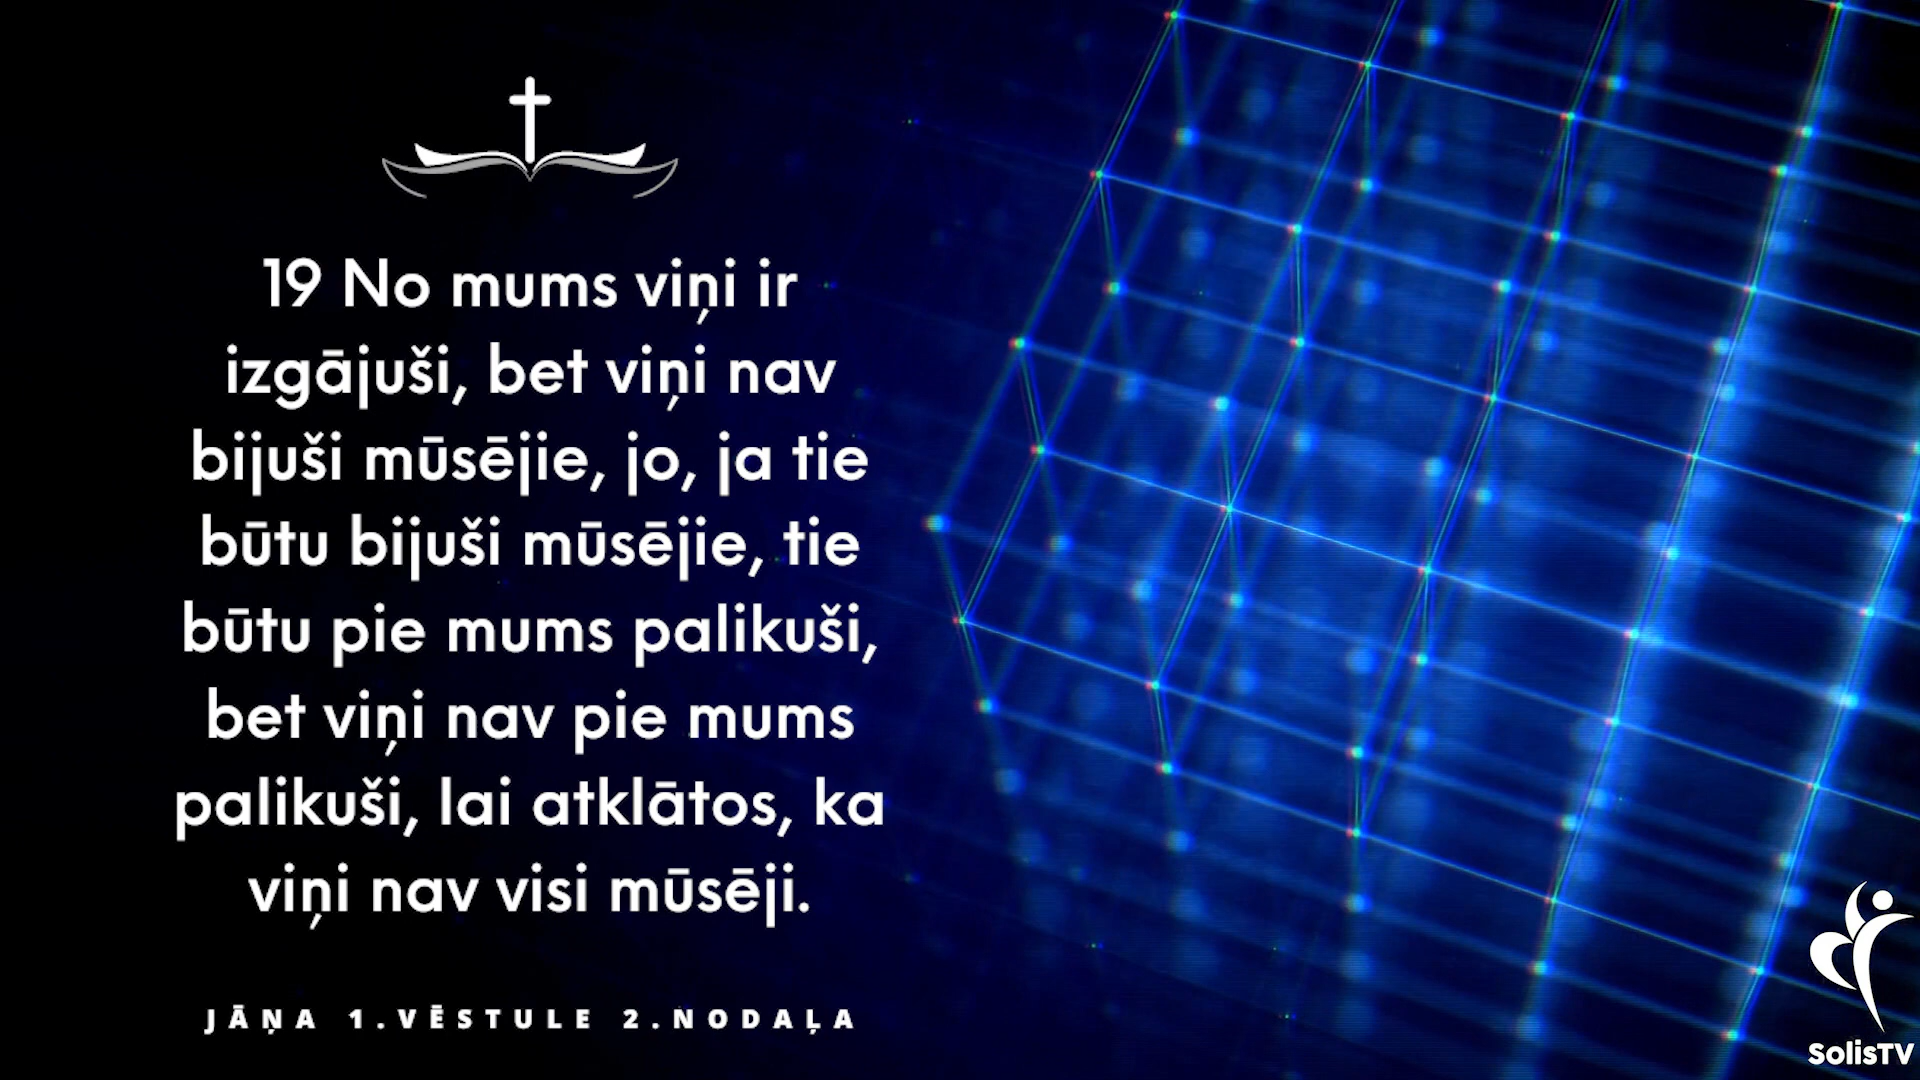 19 No mums viņi ir
izgājuši, bet viņi nav
bijuši mūsējie, jo, ja tie
būtu bijuši mūsējie, tie
būtu pie mums palikuši,
bet viņi nav pie mums
palikuši, lai atklātos, ka
viņi nav visi mūsēji.
JĀŅA 1.VĒSTULE 2.NODAĻA
SolisTV